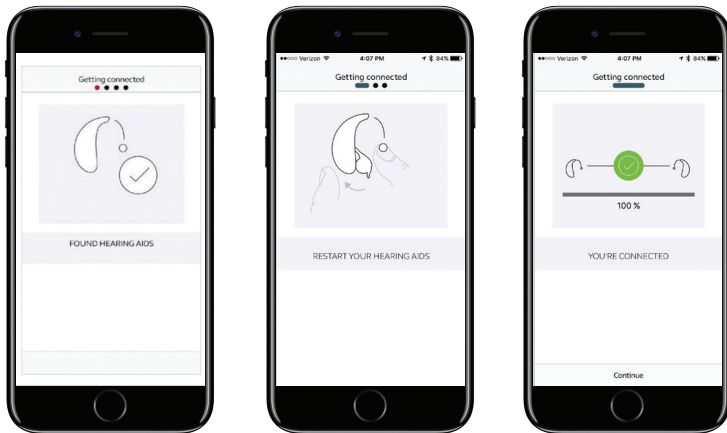 Getting connected
FOUND HEARING AIDS
Verizon 4:07 PM 84%
Getting connected
RESTART YOUR HEARING AIDS
Verizon 4:07 PM 84%
Getting connected
100 %
YOU'RE CONNECTED
Continue